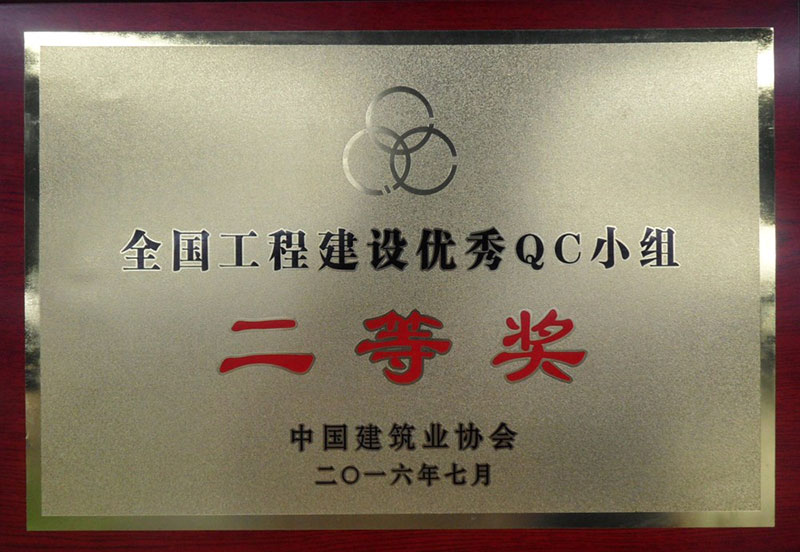 全国工程建设优秀QC小组
二等奖
中国建筑业协会
二〇一六年七月